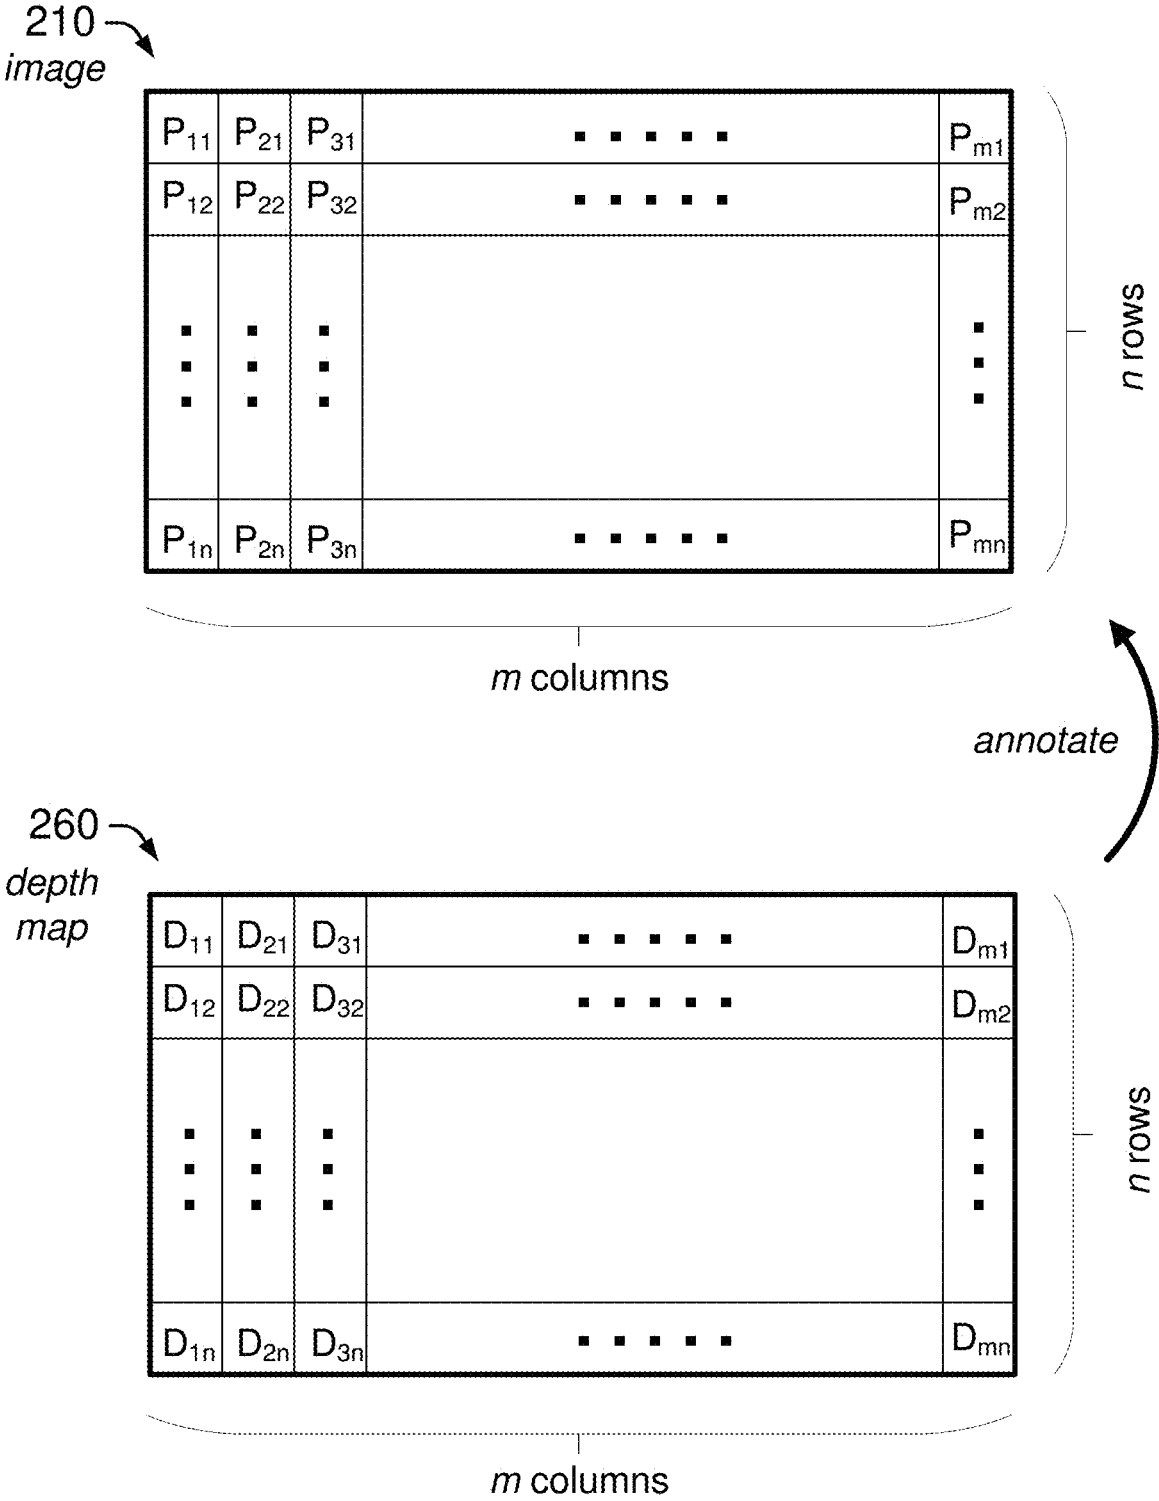 210
image
P11 P21 P31 ..... Pm1
P12 P22 P32 ..... Pm2
n rows
P1n P2n P3n ..... Pmn
m columns
annotate
260
depth
map
D11 D21 D31 ..... Dm1
D12 D22 D32 ..... Dm2
n rows
D1n D2n D3n ..... Dmn
m columns